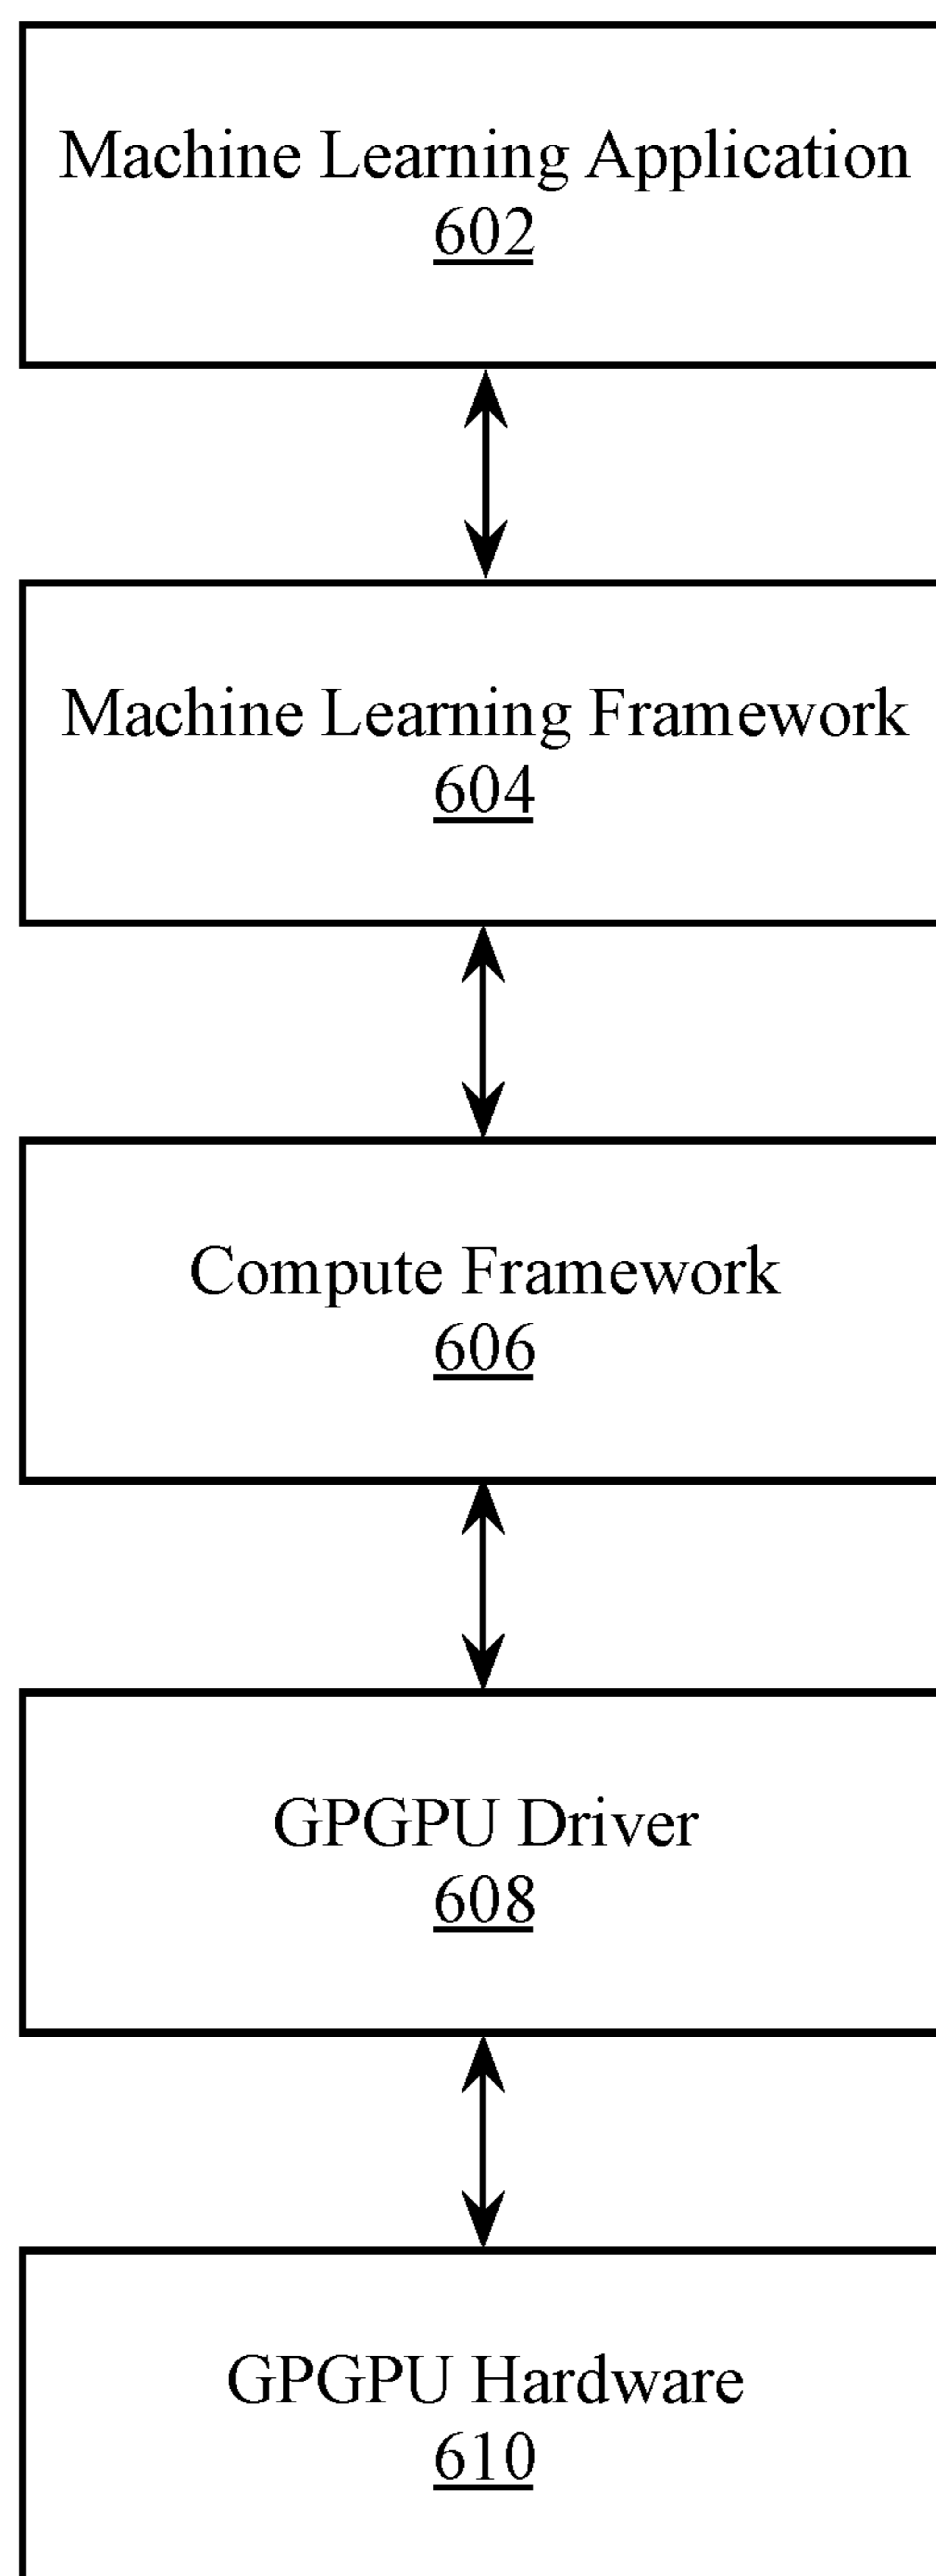 Machine Learning Application
602
Machine Learning Framework
604
Compute Framework
606
GPGPU Driver
608
GPGPU Hardware
610